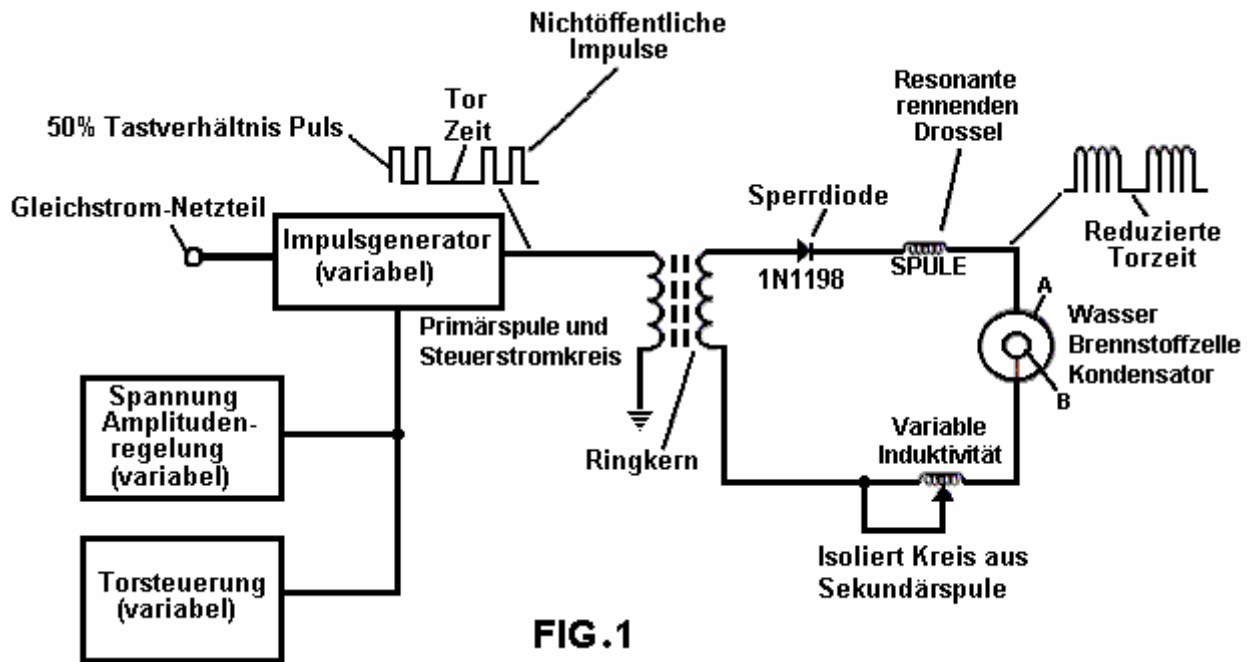 Nichtöffentliche
Impulse
Tor
Zeit
50% Tastverhältnis Puls
Resonante
rennenden
Drossel
Gleichstrom-Netzteil
Impulsgenerator
(variabel)
Sperrdiode
1N1198
SPULE
Reduzierte
Torzeit
Primärspule und
Steuerstromkreis
A
Wasser
Brennstoffzelle
Kondensator
B
Spannung
Amplituden-
regelung
(variabel)
Ringkern
Variable
Induktivität
Isoliert Kreis aus
Sekundärspule
Torsteuerung
(variabel)
FIG.1